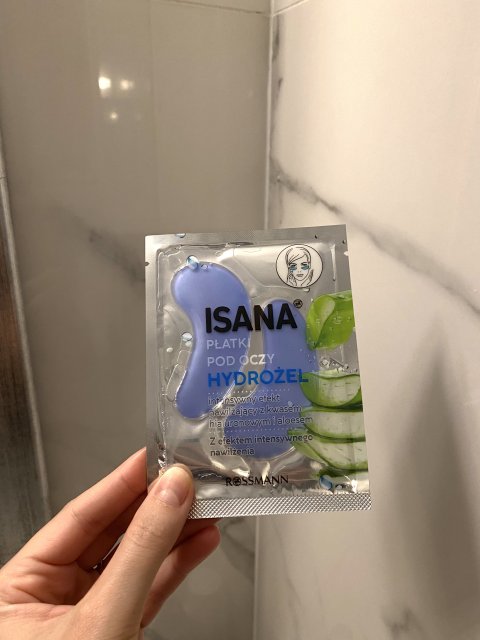 ISANA
PŁATKI
POD OCZY
HYDROŻEL
Intensywny efekt
nawilżający z kwasem
hialuronowym i aloesem
Z efektem intensywnego
nawilżenia
ROSSMANN